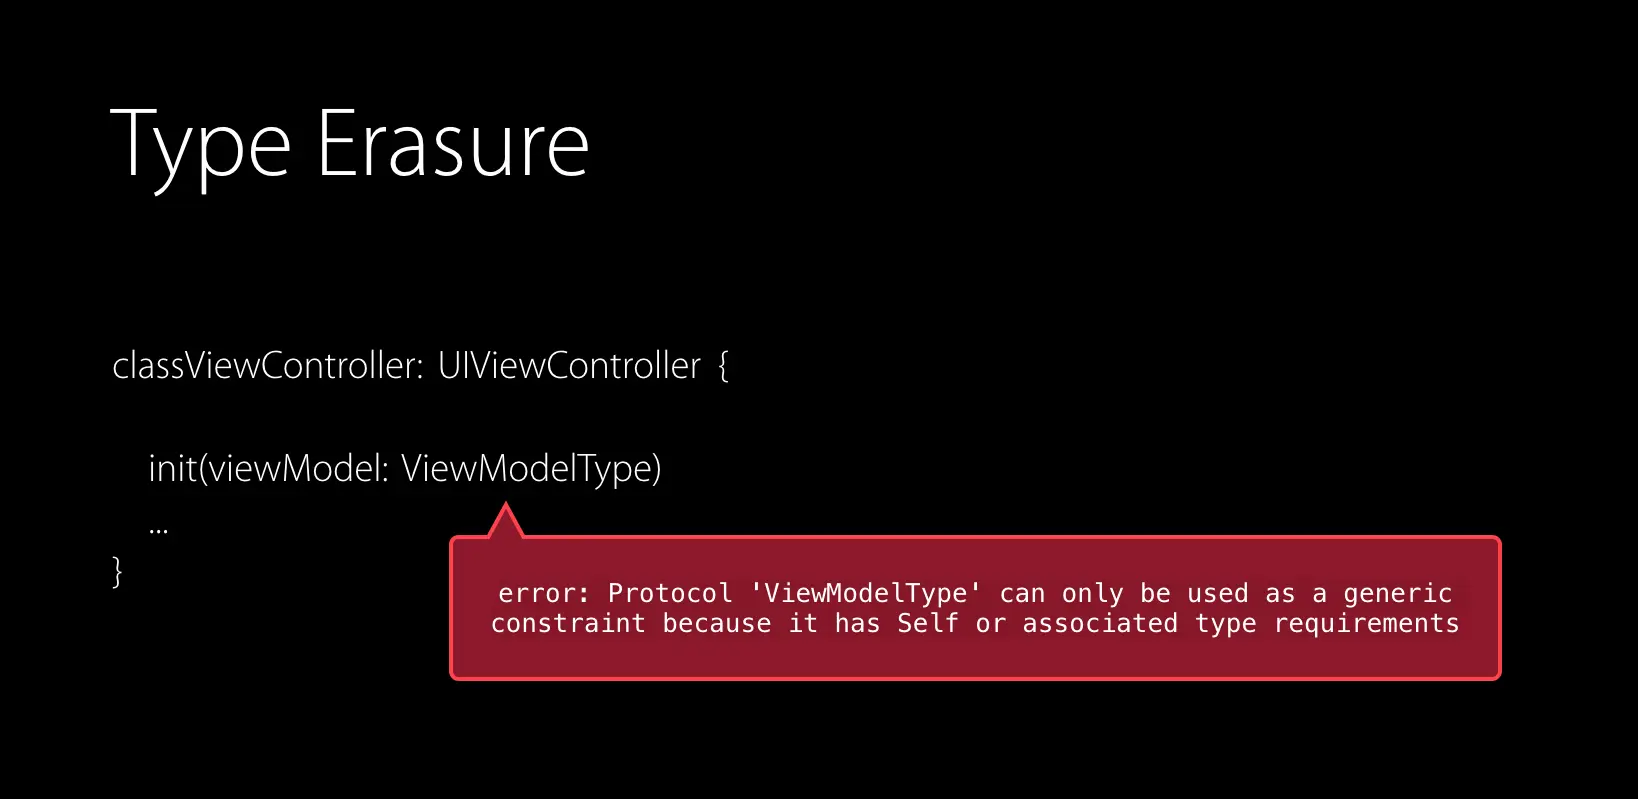 Type Erasure
classViewController: UIViewController {
init(viewModel: ViewModelType)
...
}
error: Protocol 'ViewModelType' can only be used as a generic
constraint because it has Self or associated type requirements